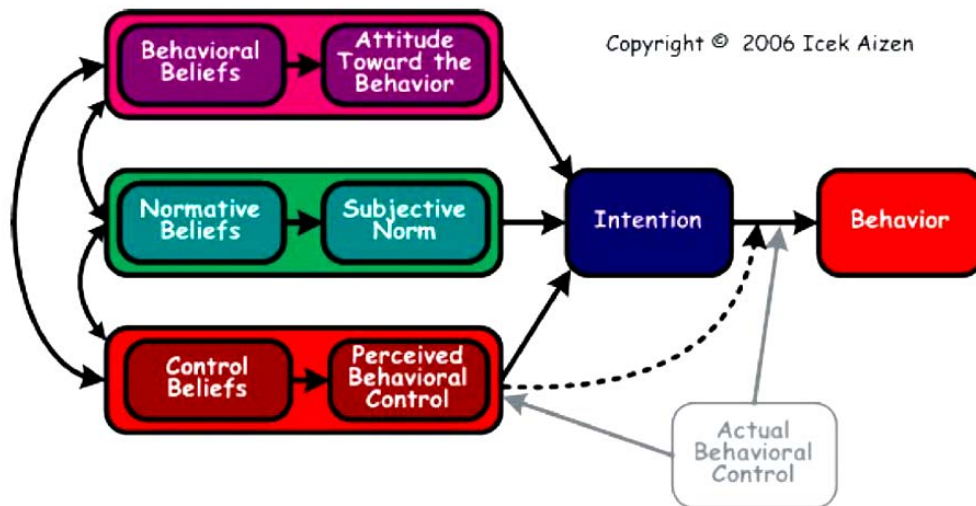 Behavioral
Beliefs
Attitude
Toward the
Behavior
Copyright © 2006 Icek Aizen
Normative
Beliefs
Subjective
Norm
Intention
Behavior
Control
Beliefs
Perceived
Behavioral
Control
Actual
Behavioral
Control